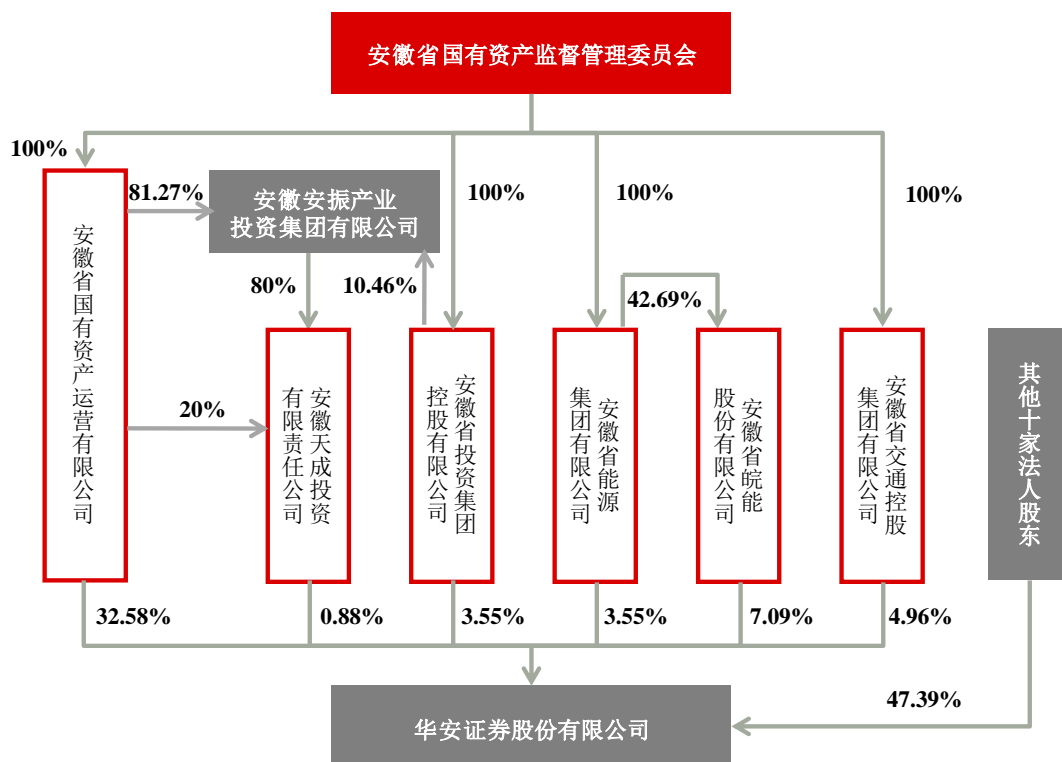 安徽省国有资产监督管理委员会
100%
81.27%
安徽安振产业
投资集团有限公司
100%
100%
100%
80%
10.46%
42.69%
安徽省国有资产运营有限公司
20%
安徽天成投资
有限责任公司
安徽省投资集团
控股有限公司
安徽省能源
集团有限公司
安徽省皖能
股份有限公司
安徽省交通控股
集团有限公司
其他十家法人股东
32.58%
0.88%
3.55%
3.55%
7.09%
4.96%
47.39%
华安证券股份有限公司